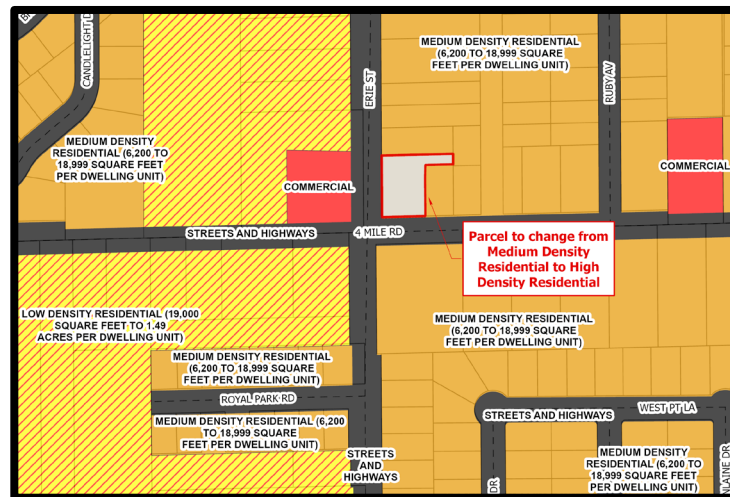 CANDLELIGHT D
ERIE ST
MEDIUM DENSITY
RESIDENTIAL
(6,200 TO 18,999 SQUARE
FEET PER DWELLING UNIT)
RUBY AV
MEDIUM DENSITY
RESIDENTIAL (6,200 TO
18,999 SQUARE FEET
PER DWELLING UNIT)
COMMERCIAL
COMMERCIAL
STREETS AND HIGHWAYS
4 MILE RD
Parcel to change from
Medium Density
Residential to High
Density Residential
LOW DENSITY RESIDENTIAL (19,000
SQUARE FEET TO 1.49
ACRES PER DWELLING UNIT)
MEDIUM DENSITY RESIDENTIAL
(6,200 TO 18,999 SQUARE
FEET PER DWELLING UNIT)
MEDIUM DENSITY RESIDENTIAL
(6,200 TO 18,999 SQUARE
FEET PER DWELLING UNIT)
ROYAL PARK RD
MEDIUM DENSITY RESIDENTIAL (6,200
TO 18,999 SQUARE
FEET PER DWELLING UNIT)
STREETS AND HIGHWAYS
WEST PT LA
STREETS
AND
HIGHWAYS
DR
MEDIUM DENSITY
RESIDENTIAL (6,200 TO
18,999 SQUARE FEET
PER DWELLING UNIT)
NLAINE DR